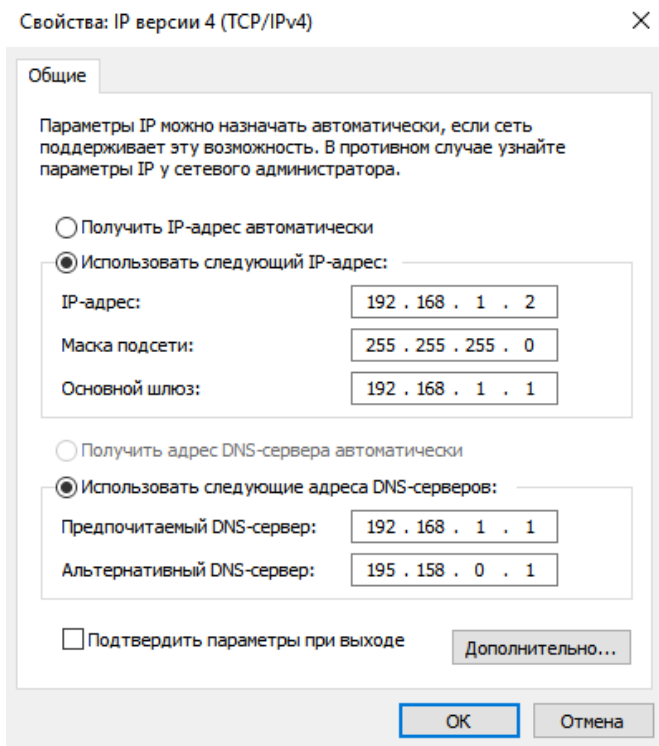 Свойства: IP версии 4 (TCP/IPv4)
Общие
Параметры IP можно назначать автоматически, если сеть
поддерживает эту возможность. В противном случае узнайте
параметры IP у сетевого администратора.
Получить IP-адрес автоматически
Использовать следующий IP-адрес:
IP-адрес: 192 . 168 . 1 . 2
Маска подсети: 255 . 255 . 255 . 0
Основной шлюз: 192 . 168 . 1 . 1
Получить адрес DNS-сервера автоматически
Использовать следующие адреса DNS-серверов:
Предпочитаемый DNS-сервер: 192 . 168 . 1 . 1
Альтернативный DNS-сервер: 195 . 158 . 0 . 1
Подтвердить параметры при выходе
Дополнительно...
ОК Отмена